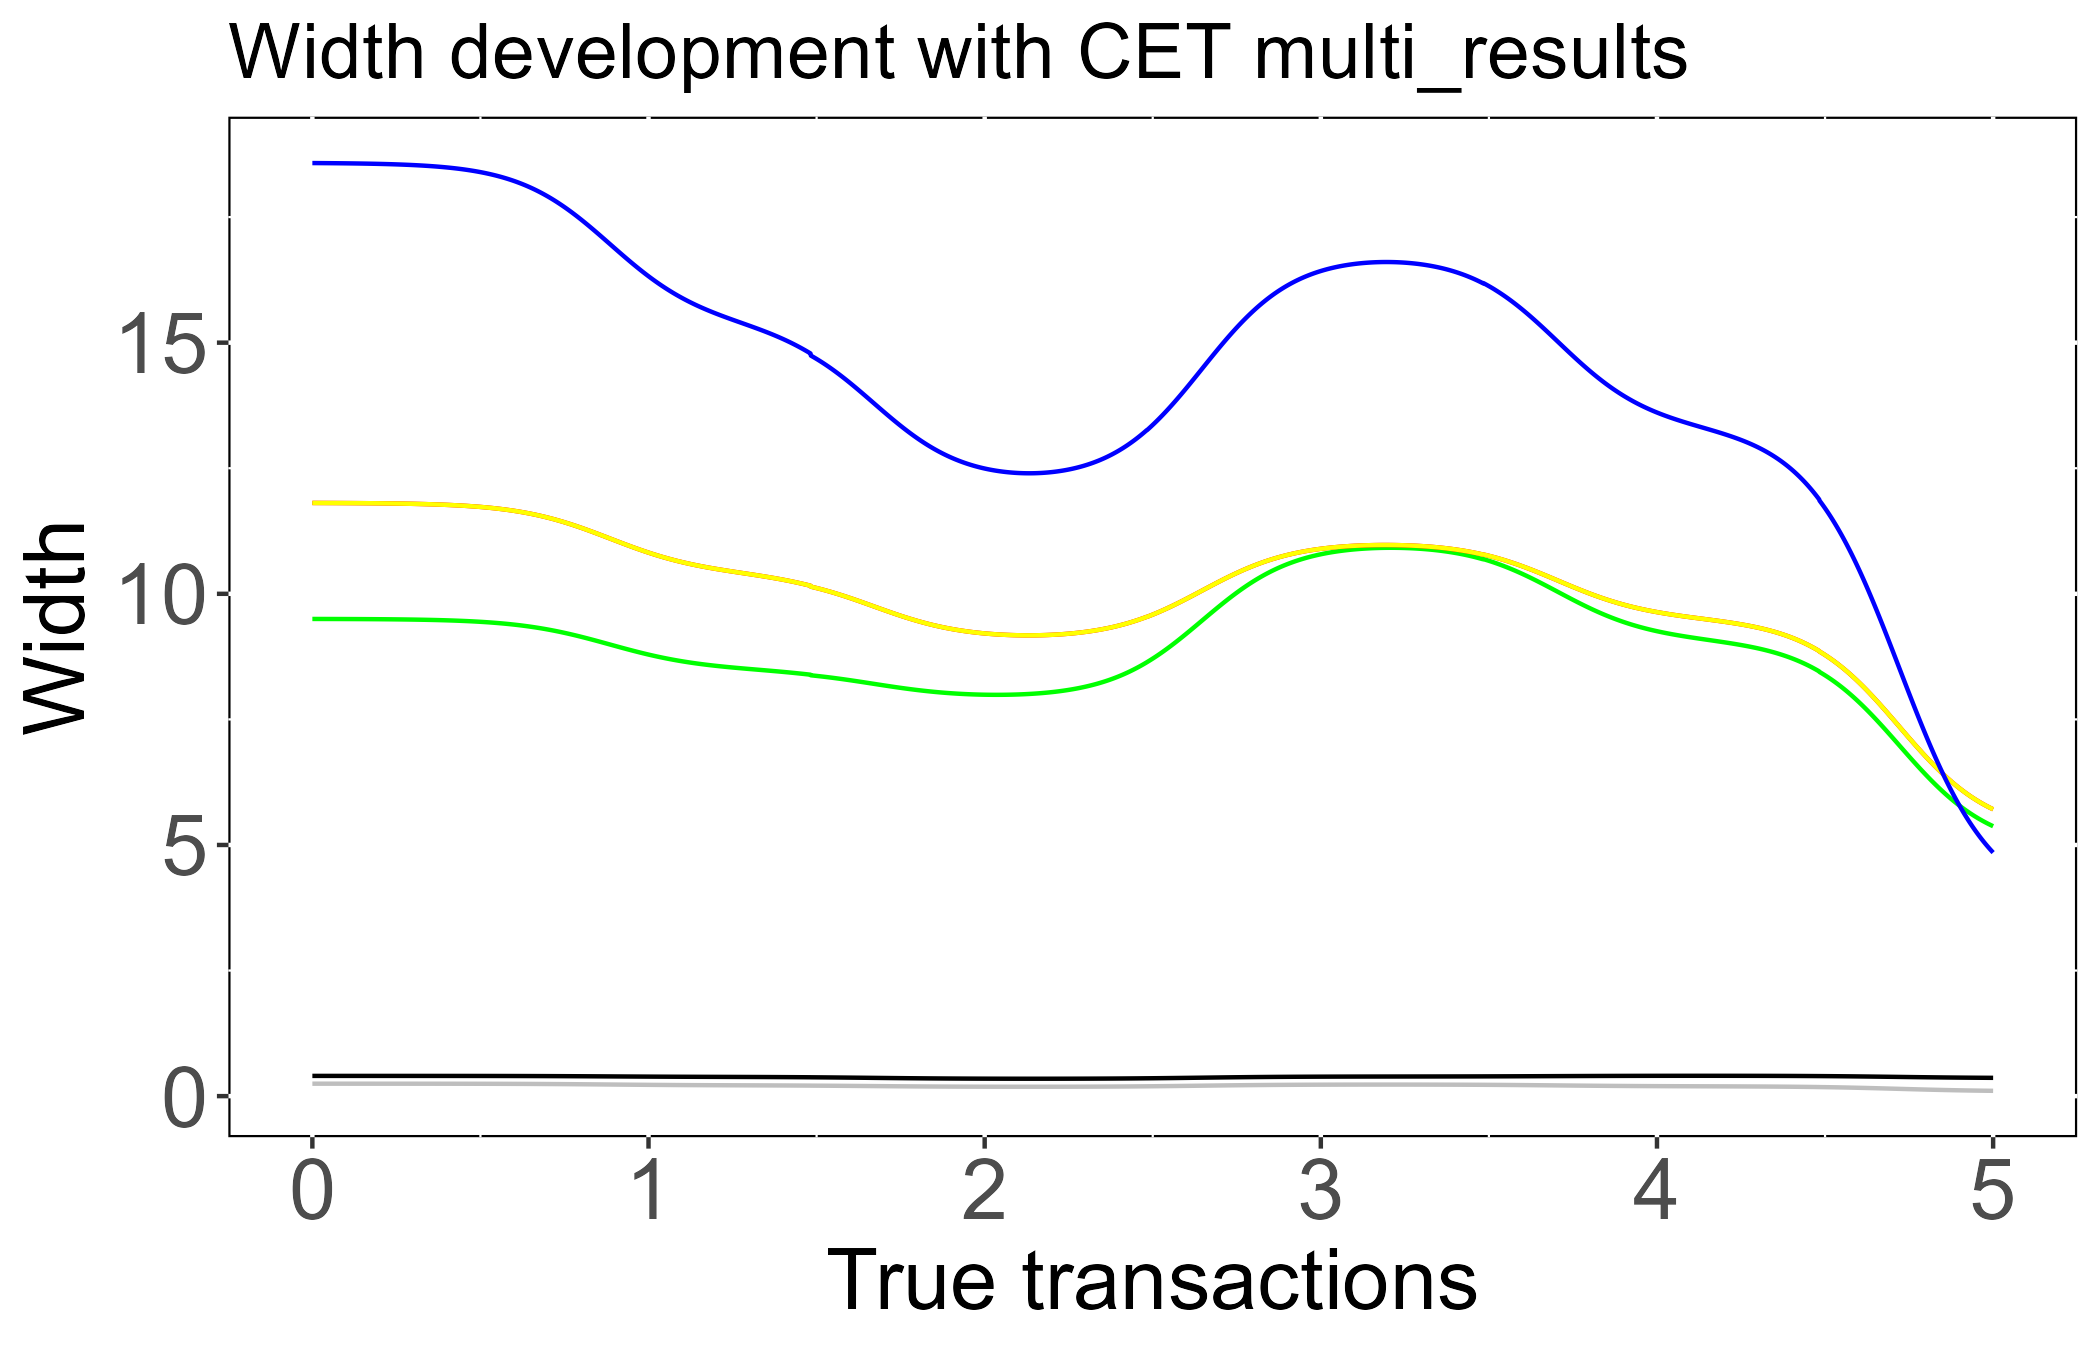 Width development with CET multi_results
Width
15
10
5
0
0 1 2 3 4 5
True transactions